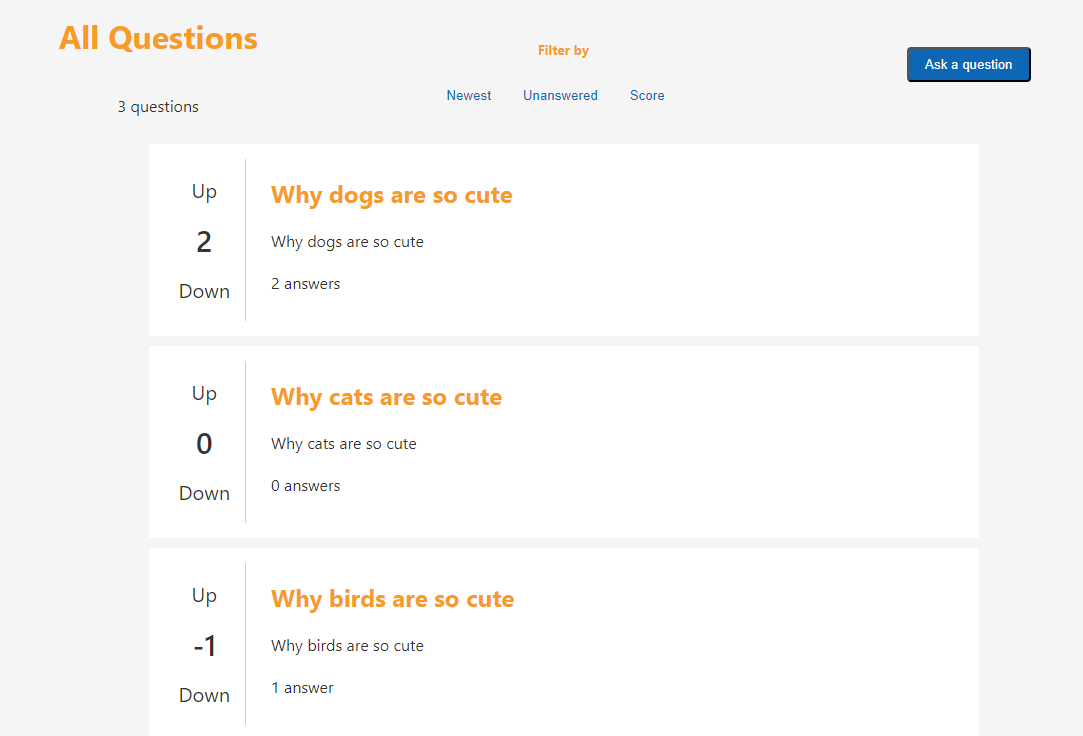 All Questions
Filter by
Ask a question
Newest Unanswered Score
3 questions
Up
2
Down
Why dogs are so cute
Why dogs are so cute
2 answers
Up
0
Down
Why cats are so cute
Why cats are so cute
0 answers
Up
-1
Down
Why birds are so cute
Why birds are so cute
1 answer